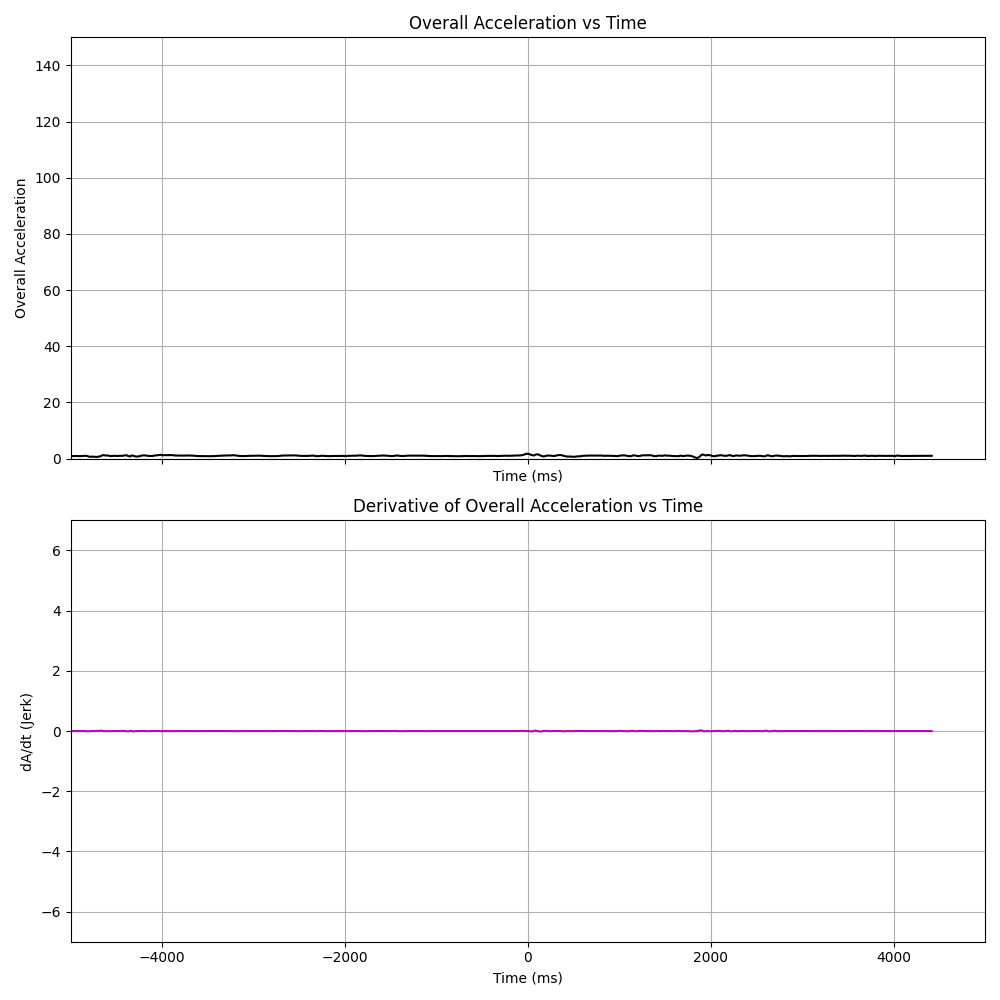 Overall Acceleration vs Time
140
120
100
80
60
40
20
0
Overall Acceleration
Time (ms)
Derivative of Overall Acceleration vs Time
6
4
2
0
−2
−4
−6
dA/dt (Jerk)
−4000 −2000 0 2000 4000
Time (ms)